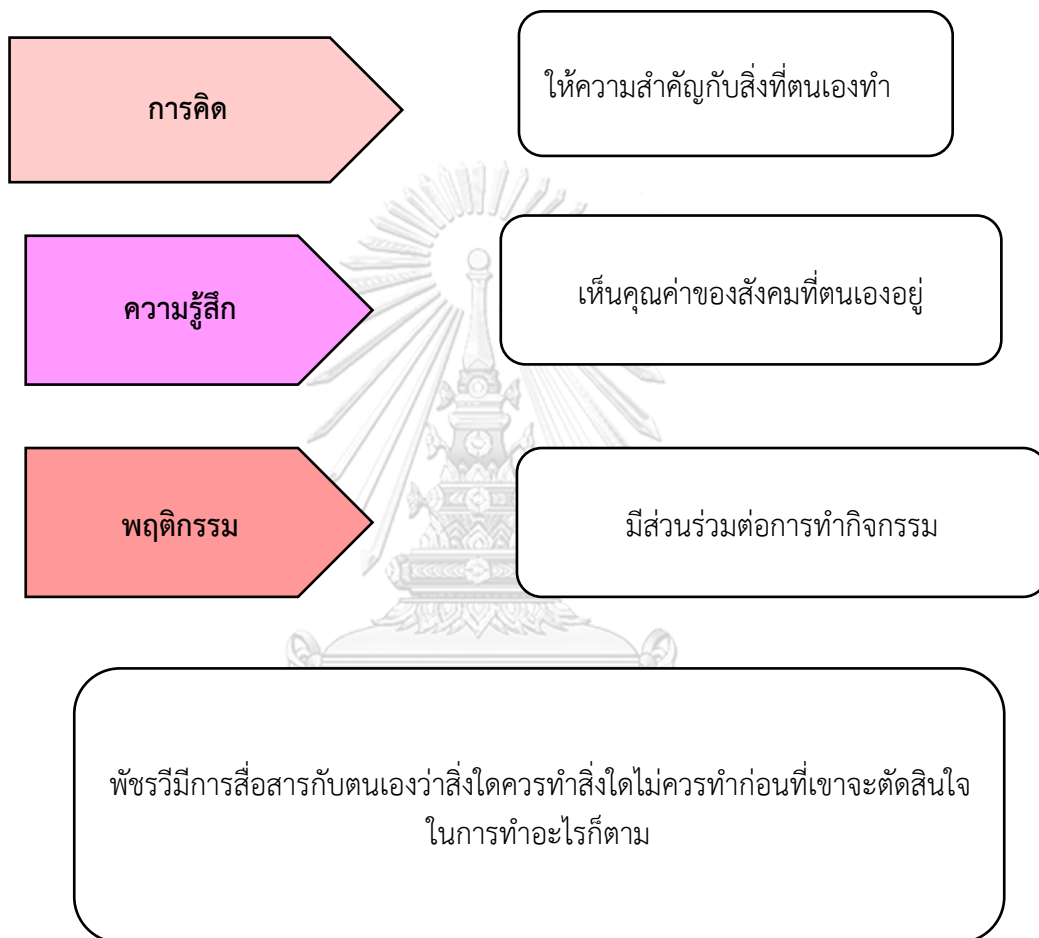 การคิด
ให้ความสำคัญกับสิ่งที่ตนเองทำ
ความรู้สึก
เห็นคุณค่าของสังคมที่ตนเองอยู่
พฤติกรรม
มีส่วนร่วมต่อการทำกิจกรรม
พัชรวีมีการสื่อสารกับตนเองว่าสิ่งใดควรทำสิ่งใดไม่ควรทำก่อนที่เขาจะตัดสินใจ
ในการทำอะไรก็ตาม